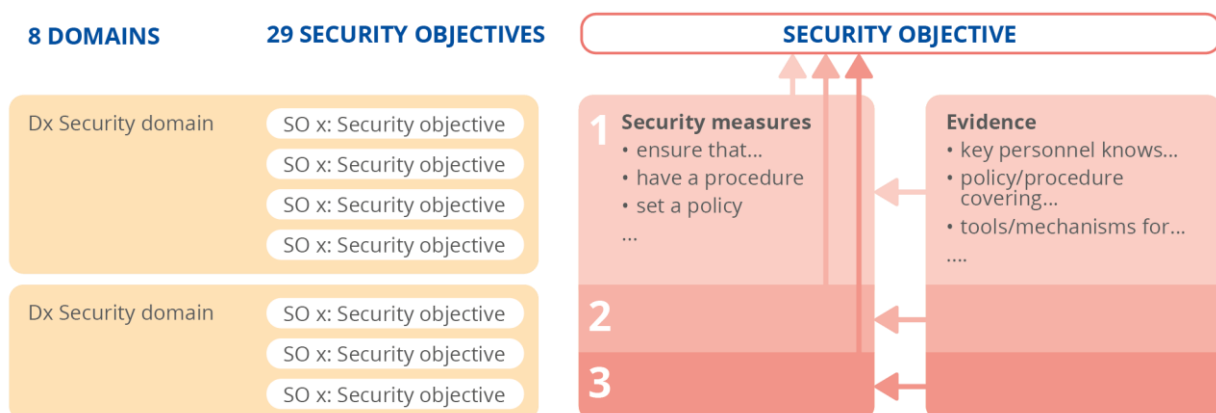 8 DOMAINS
29 SECURITY OBJECTIVES
Dx Security domain
SO x: Security objective
SO x: Security objective
SO x: Security objective
SO x: Security objective
Dx Security domain
SO x: Security objective
SO x: Security objective
SO x: Security objective
SECURITY OBJECTIVE
1
Security measures
• ensure that...
• have a procedure
• set a policy
...
2
3
Evidence
• key personnel knows...
• policy/procedure
covering...
• tools/mechanisms for...
....